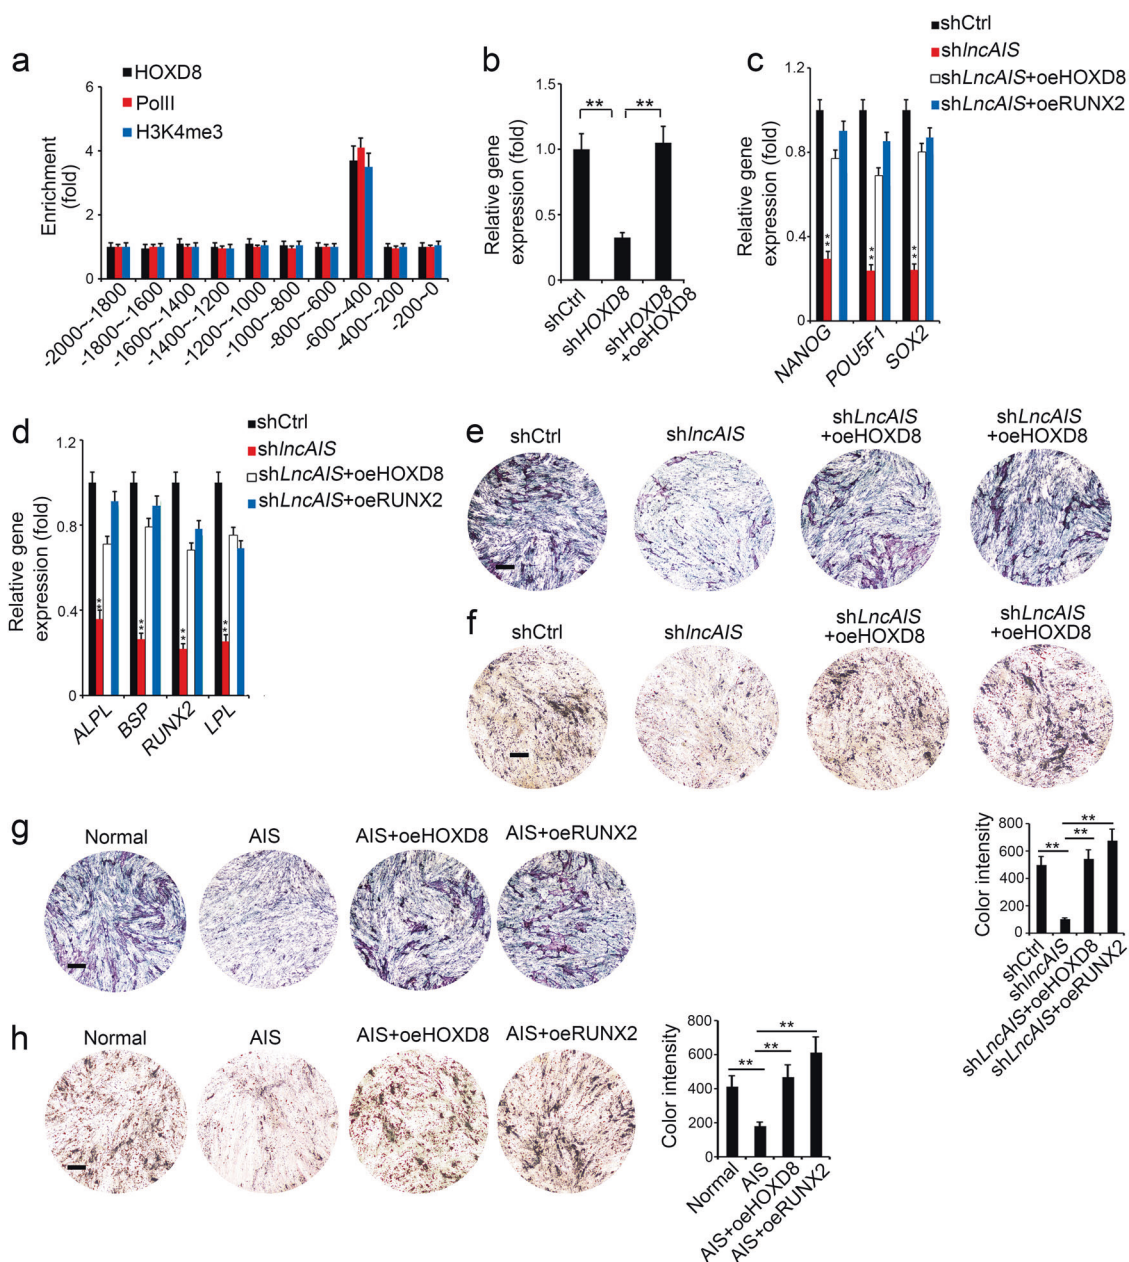 a
HOXD8
PolII
H3K4me3
Enrichment
(fold)
6
4
2
0
-2000~-1800
-1800~-1600
-1600~-1400
-1400~-1200
-1200~-1000
-1000~-800
-800~-600
-600~-400
-400~-200
-200~0
b
Relative gene
expression (fold)
1.5
1.0
0.5
0
** **
shCtrl
shHOXD8
shHOXD8
+oeHOXD8
c
shCtrl
shlncAIS
shLncAIS+oeHOXD8
shLncAIS+oeRUNX2
Relative gene
expression (fold)
1.2
0.8
0.4
0
** ** **
NANOG
POU5F1
SOX2
d
shCtrl
shlncAIS
shLncAIS+oeHOXD8
shLncAIS+oeRUNX2
Relative gene
expression (fold)
1.2
0.8
0.4
0
** ** ** **
ALPL
BSP
RUNX2
LPL
e
shCtrl
shlncAIS
shLncAIS
+oeHOXD8
shLncAIS
+oeHOXD8
f
shCtrl
shlncAIS
shLncAIS
+oeHOXD8
shLncAIS
+oeHOXD8
Color intensity
800
600
400
200
0
**
**
**
shCtrl
shlncAIS
shLncAIS+oeHOXD8
shLncAIS+oeRUNX2
g
Normal
AIS
AIS+oeHOXD8
AIS+oeRUNX2
h
Normal
AIS
AIS+oeHOXD8
AIS+oeRUNX2
Color intensity
800
600
400
200
0
**
**
**
Normal
AIS
AIS+oeHOXD8
AIS+oeRUNX2